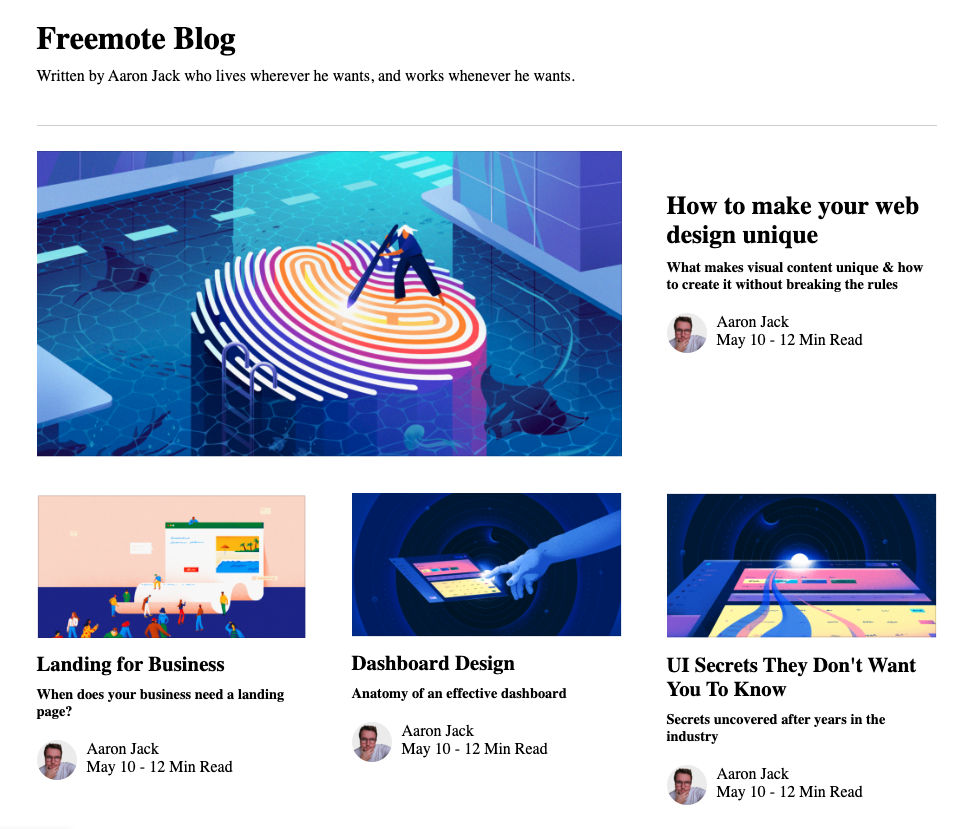 Freemote Blog
Written by Aaron Jack who lives wherever he wants, and works whenever he wants.
How to make your web
design unique
What makes visual content unique & how
to create it without breaking the rules
Aaron Jack
May 10 - 12 Min Read
Landing for Business
When does your business need a landing
page?
Aaron Jack
May 10 - 12 Min Read
Dashboard Design
Anatomy of an effective dashboard
Aaron Jack
May 10 - 12 Min Read
UI Secrets They Don't Want
You To Know
Secrets uncovered after years in the
industry
Aaron Jack
May 10 - 12 Min Read